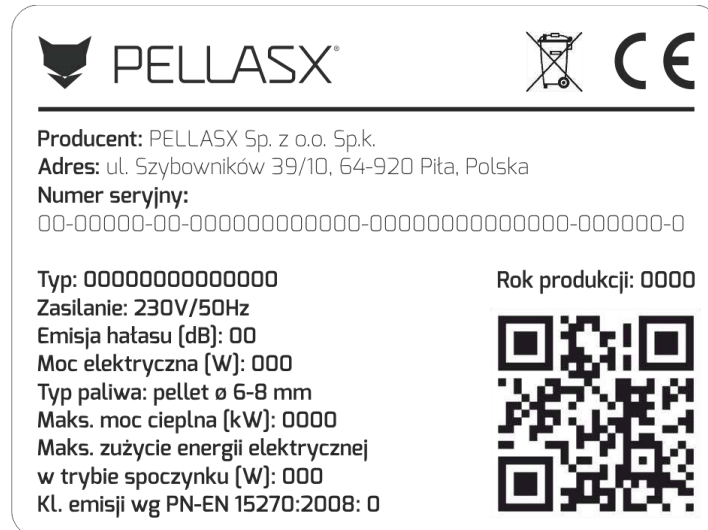 PELLASX®
CE
Producent: PELLASX Sp. z o.o. Sp.k.
Adres: ul. Szybowników 39/10, 64-920 Piła, Polska
Numer seryjny:
00-00000-00-000000000000-00000000000000-000000-0
Typ: 00000000000000
Rok produkcji: 0000
Zasilanie: 230V/50Hz
Emisja hałasu [dB]: 00
Moc elektryczna [W]: 000
Typ paliwa: pellet ø 6-8 mm
Maks. moc cieplna [kW]: 0000
Maks. zużycie energii elektrycznej
w trybie spoczynku [W]: 000
Kl. emisji wg PN-EN 15270:2008: 0